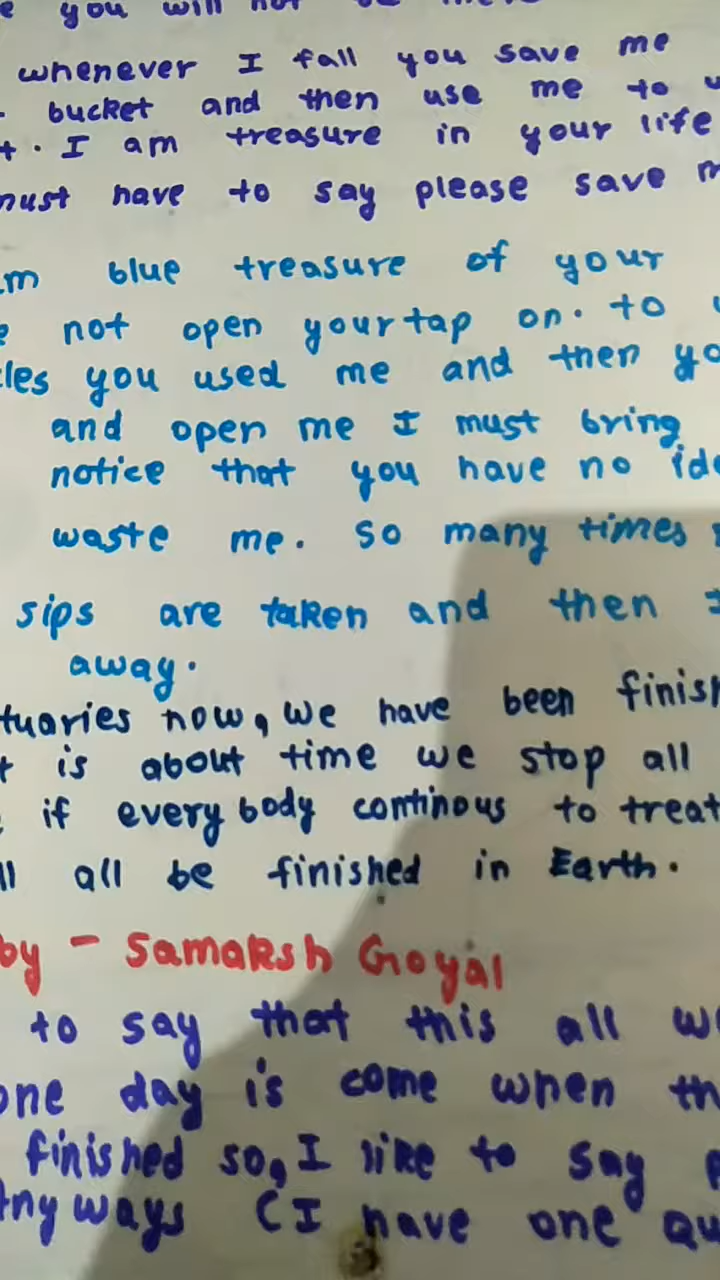 you will not be
whenever I fall you save me
bucket and then use me to
. I am treasure in your life
must have to say please save
blue treasure of your
not open your tap on. to
you used me and then
and open me I must bring
notice that you have no
waste me. So many times
sips are taken and then
away.
now, we have been
is about time we stop all
if every body continous to treat
all be finished in Earth.
by - Samaksh Goyal
to say that this all
one day is come when
finished so, I like to say
Any ways (I have one